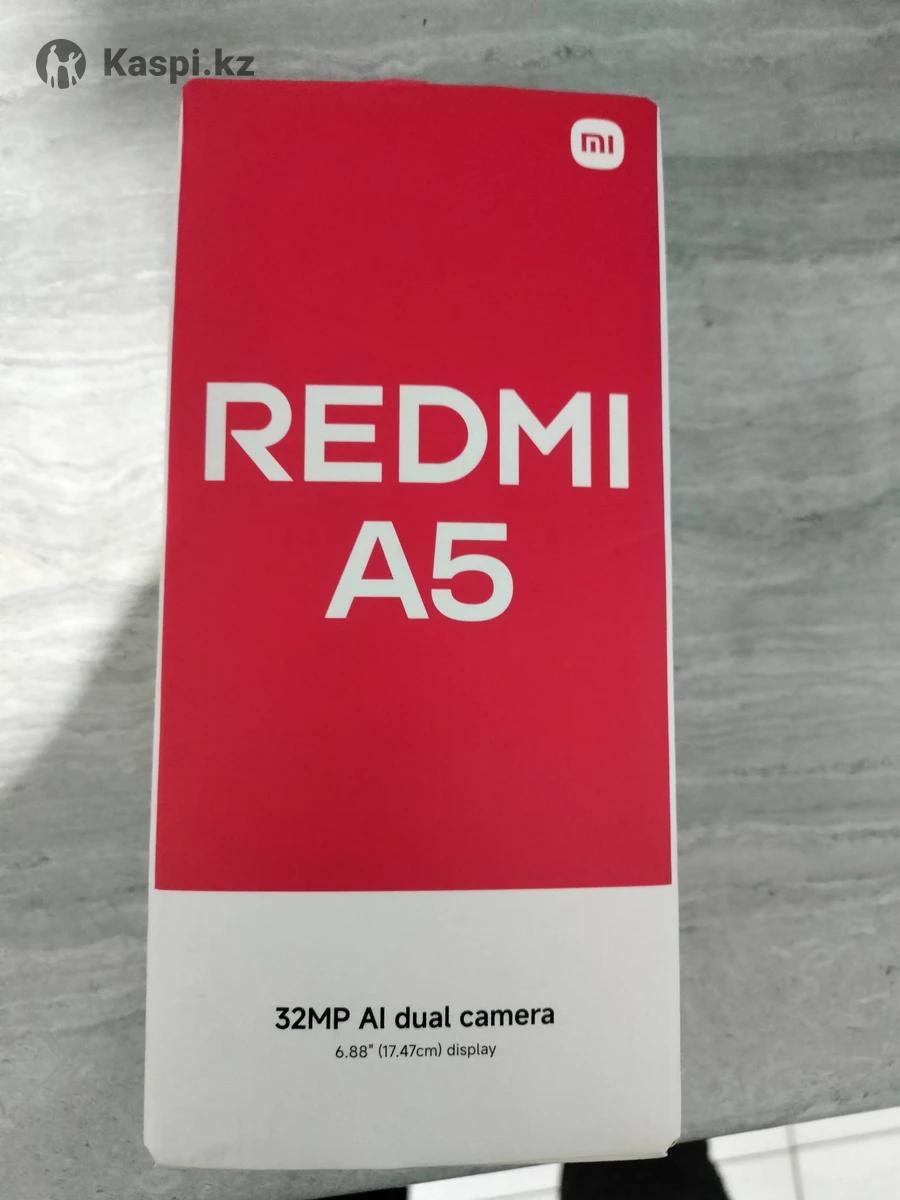 Kaspi.kz
mi
REDMI
A5
32MP AI dual camera
6.88" (17.47cm) display